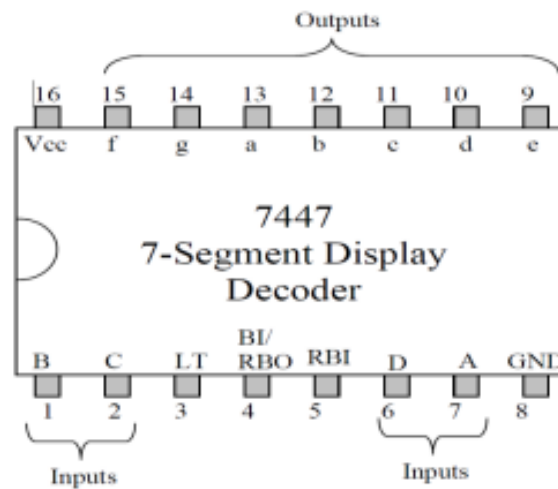 Outputs
16 15 14 13 12 11 10 9
Vcc f g a b c d e
7447
7-Segment Display
Decoder
B C LT BI/ RBO RBI D A GND
1 2 3 4 5 6 7 8
Inputs Inputs